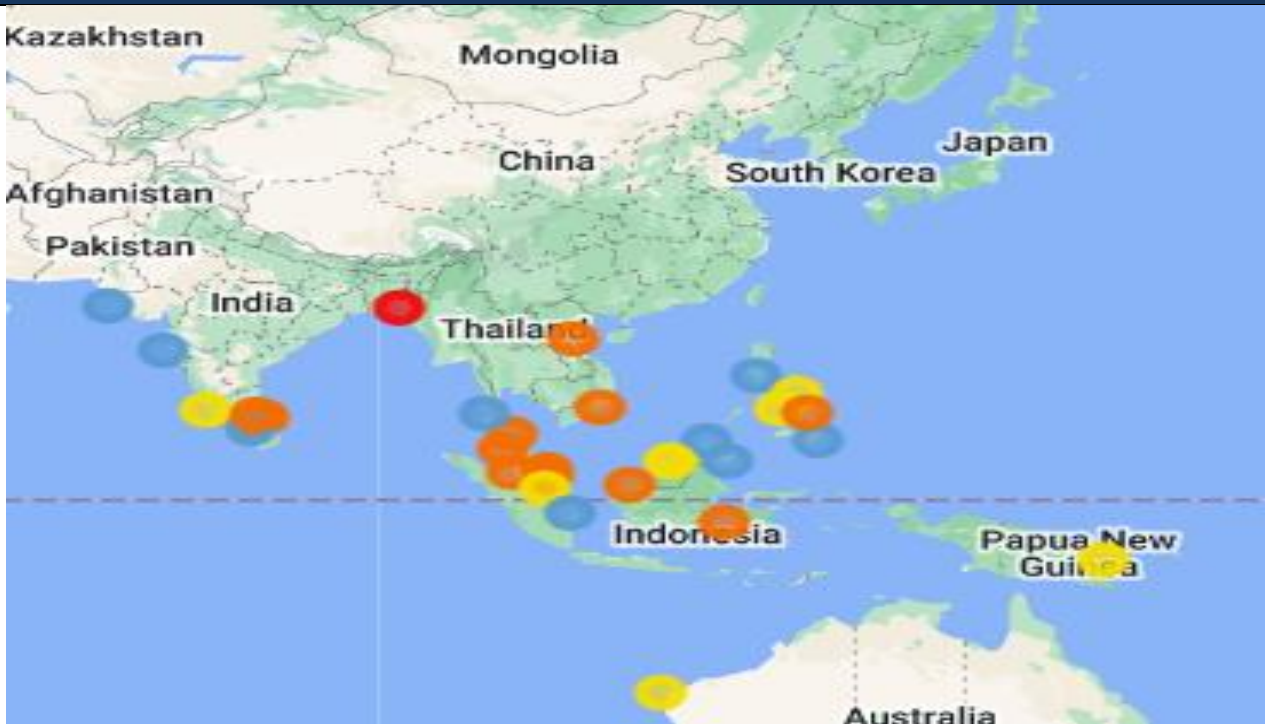 Kazakhstan
Mongolia
China
Japan
South Korea
Afghanistan
Pakistan
India
Thailand
Indonesia
Papua New
Guinea
Australia